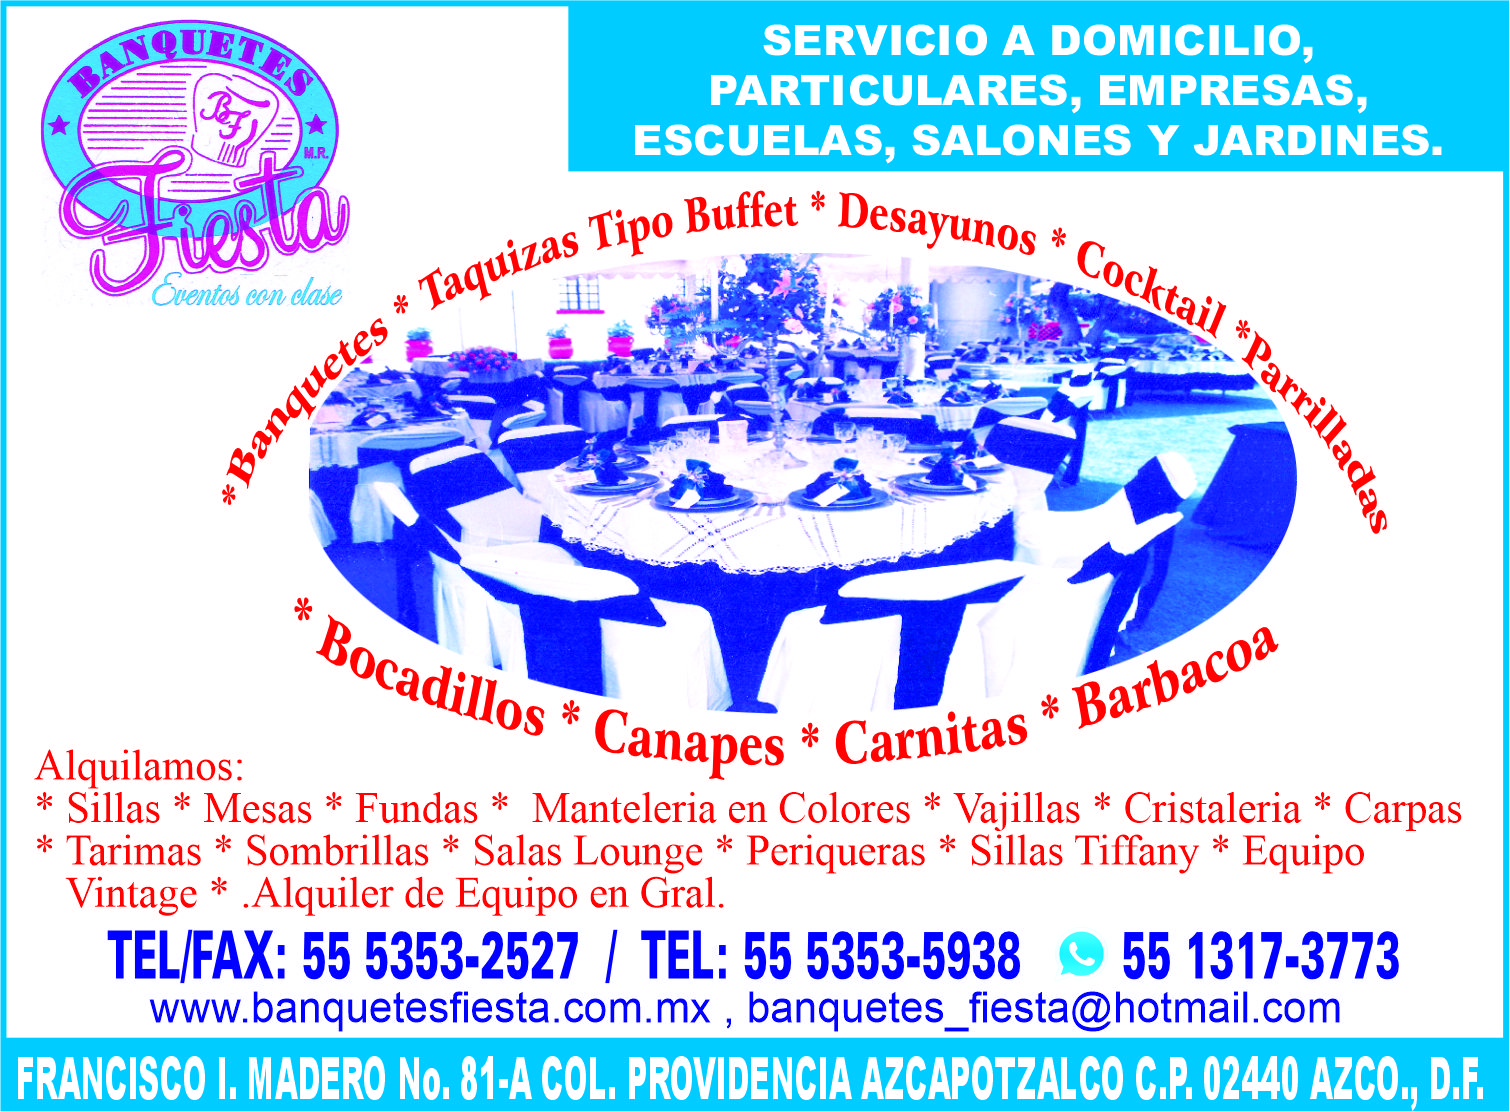 BANQUETES
BF
M.R.
Fiesta
Eventos con clase
SERVICIO A DOMICILIO,
PARTICULARES, EMPRESAS,
ESCUELAS, SALONES Y JARDINES.
*Banquetes * Taquizas Tipo Buffet * Desayunos * Cocktail *Parrilladas
* Bocadillos * Canapes * Carnitas * Barbacoa
Alquilamos:
* Sillas * Mesas * Fundas * Manteleria en Colores * Vajillas * Cristaleria * Carpas
* Tarimas * Sombrillas * Salas Lounge * Periqueras * Sillas Tiffany * Equipo
Vintage * .Alquiler de Equipo en Gral.
TEL/FAX: 55 5353-2527 / TEL: 55 5353-5938 55 1317-3773
www.banquetesfiesta.com.mx , banquetes_fiesta@hotmail.com
FRANCISCO I. MADERO No. 81-A COL. PROVIDENCIA AZCAPOTZALCO C.P. 02440 AZCO., D.F.